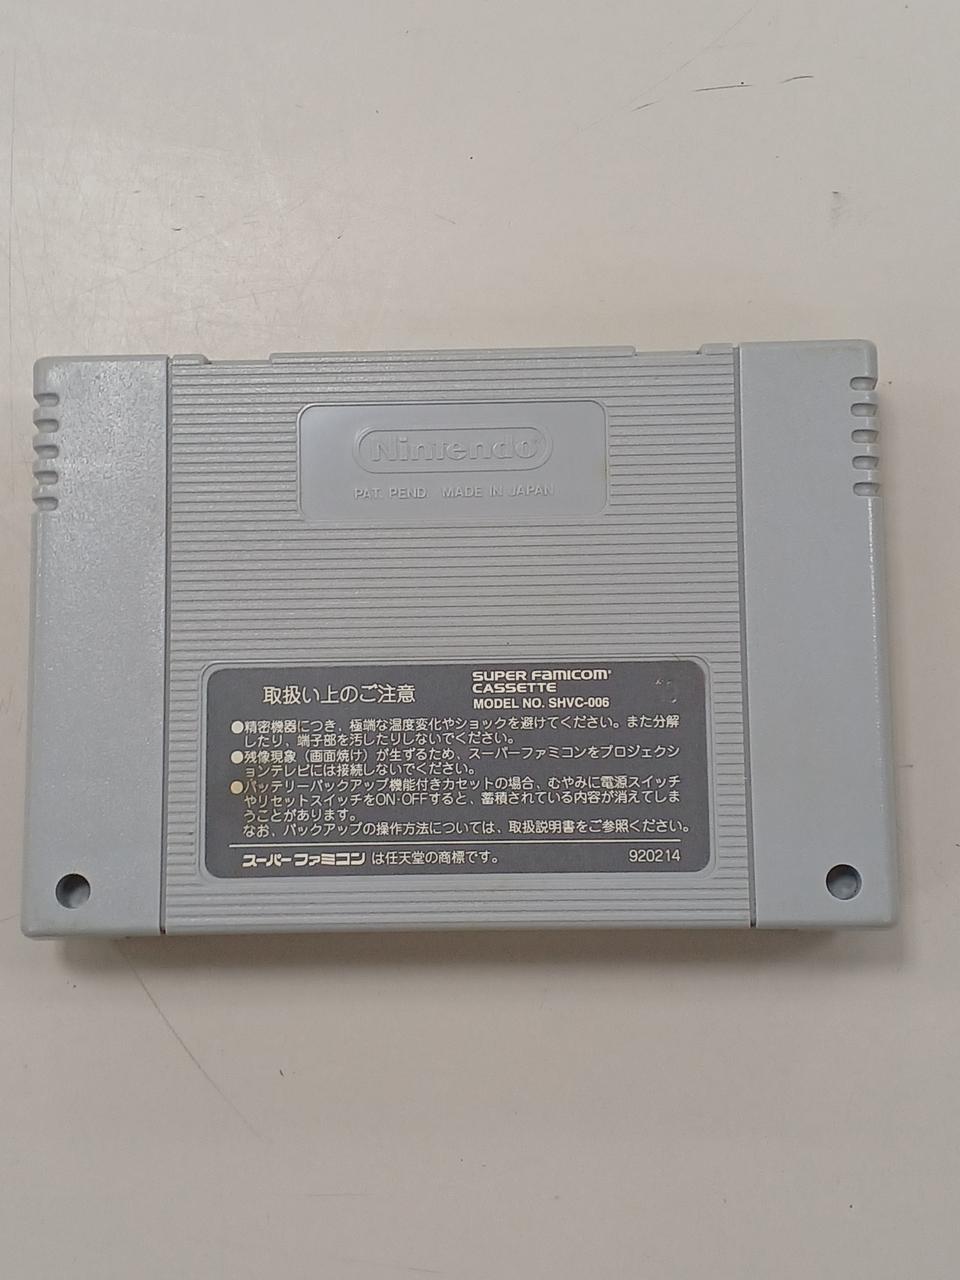 Nintendo
PAT. PEND. MADE IN JAPAN
取扱い上のご注意
SUPER FAMICOM
CASSETTE
MODEL NO. SHVC-006
●精密機器につき、極端な温度変化やショックを避けてください。また分解
したり、端子部を汚したりしないでください。
●残像現象(画面焼け)が生ずるため、スーパーファミコンをプロジェクシ
ョンテレビには接続しないでください。
●バッテリーバックアップ機能付きカセットの場合、むやみに電源スイッチ
やリセットスイッチをON·OFFすると、蓄積されている内容が消えてしま
うことがあります。
なお、バックアップの操作方法については、取扱説明書をご参照ください。
スーパーファミコンは任天堂の商標です。
920214